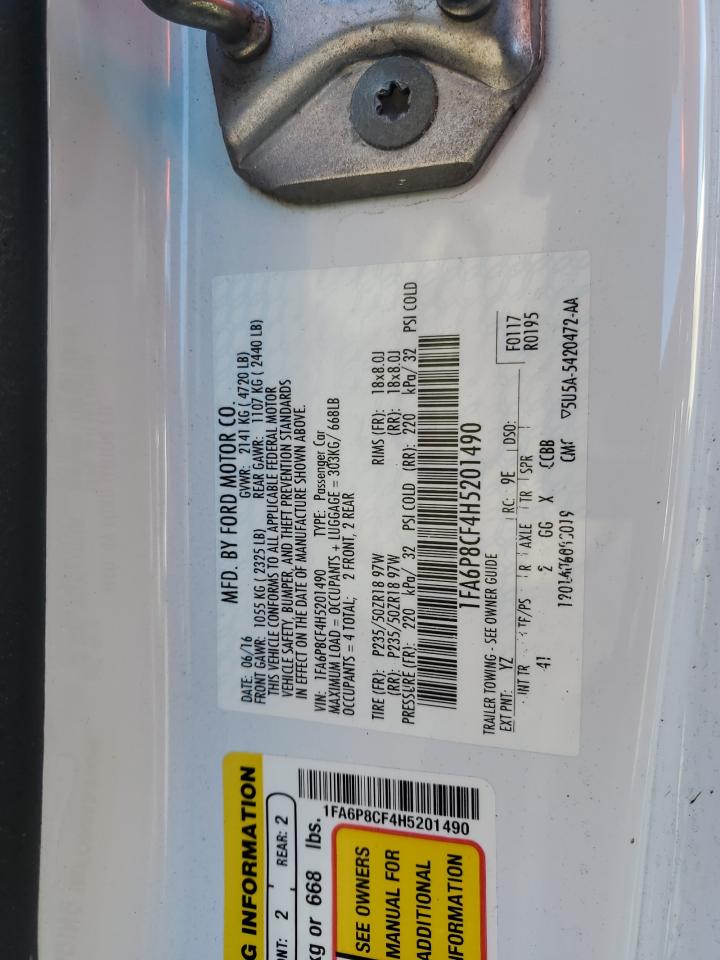 MFD. BY FORD MOTOR CO.
DATE: 06/16 GVWR: 2141 KG ( 4720 LB)
FRONT GAWR: 1055 KG ( 2325 LB) REAR GAWR: 1107 KG ( 2440 LB)
THIS VEHICLE CONFORMS TO ALL APPLICABLE FEDERAL MOTOR
VEHICLE SAFETY, BUMPER, AND THEFT PREVENTION STANDARDS
IN EFFECT ON THE DATE OF MANUFACTURE SHOWN ABOVE.
VIN: 1FA6P8CF4H5201490 TYPE: Passenger Car
MAXIMUM LOAD = OCCUPANTS + LUGGAGE = 303KG/ 668LB
OCCUPANTS = 4 TOTAL; 2 FRONT, 2 REAR
TIRE (FR): P235/50ZR18 97W RIMS (FR): 18x8.0J
(RR): P235/50ZR18 97W (RR): 18x8.0J
PRESSURE (FR): 220 kPa/ 32 PSI COLD (RR): 220 kPa/ 32 PSI COLD
1FA6P8CF4H5201490
TRAILER TOWING - SEE OWNER GUIDE
F0117
R0195
EXT PNT: YZ RC: 9E DSO:
INT TR TF/PS R AXLE TR SPR
41 GG X
5U5A-5420472-AA
G INFORMATION
NT: 2 REAR: 2
kg or 668 lbs.
1FA6P8CF4H5201490
SEE OWNERS
MANUAL FOR
ADDITIONAL
INFORMATION